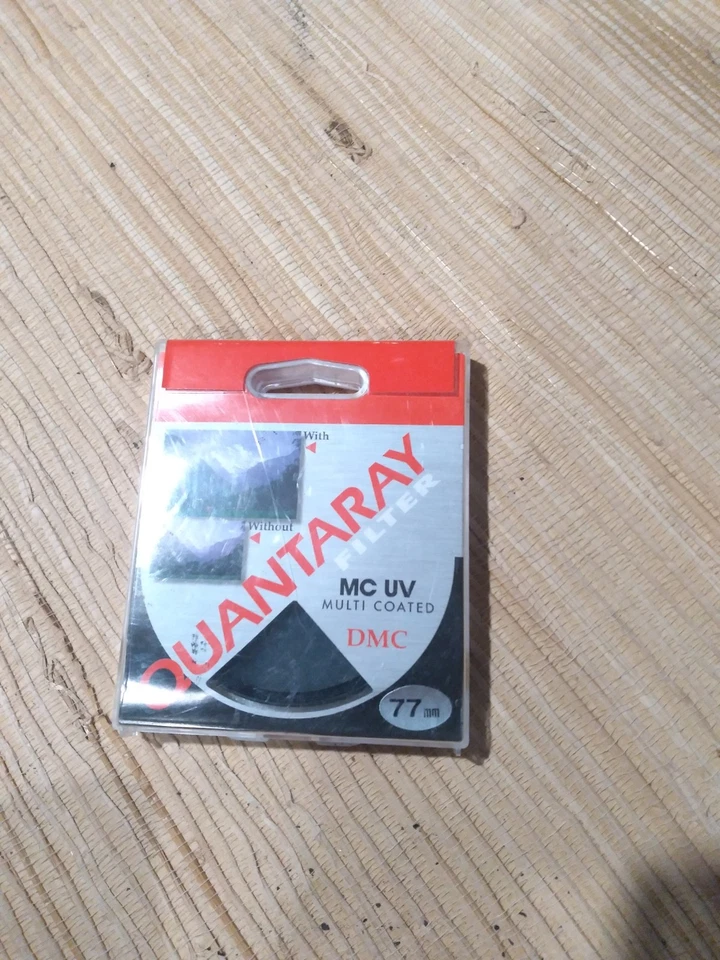 With
Without
QUANTARAY
FILTER
MC UV
MULTI COATED
DMC
77mm